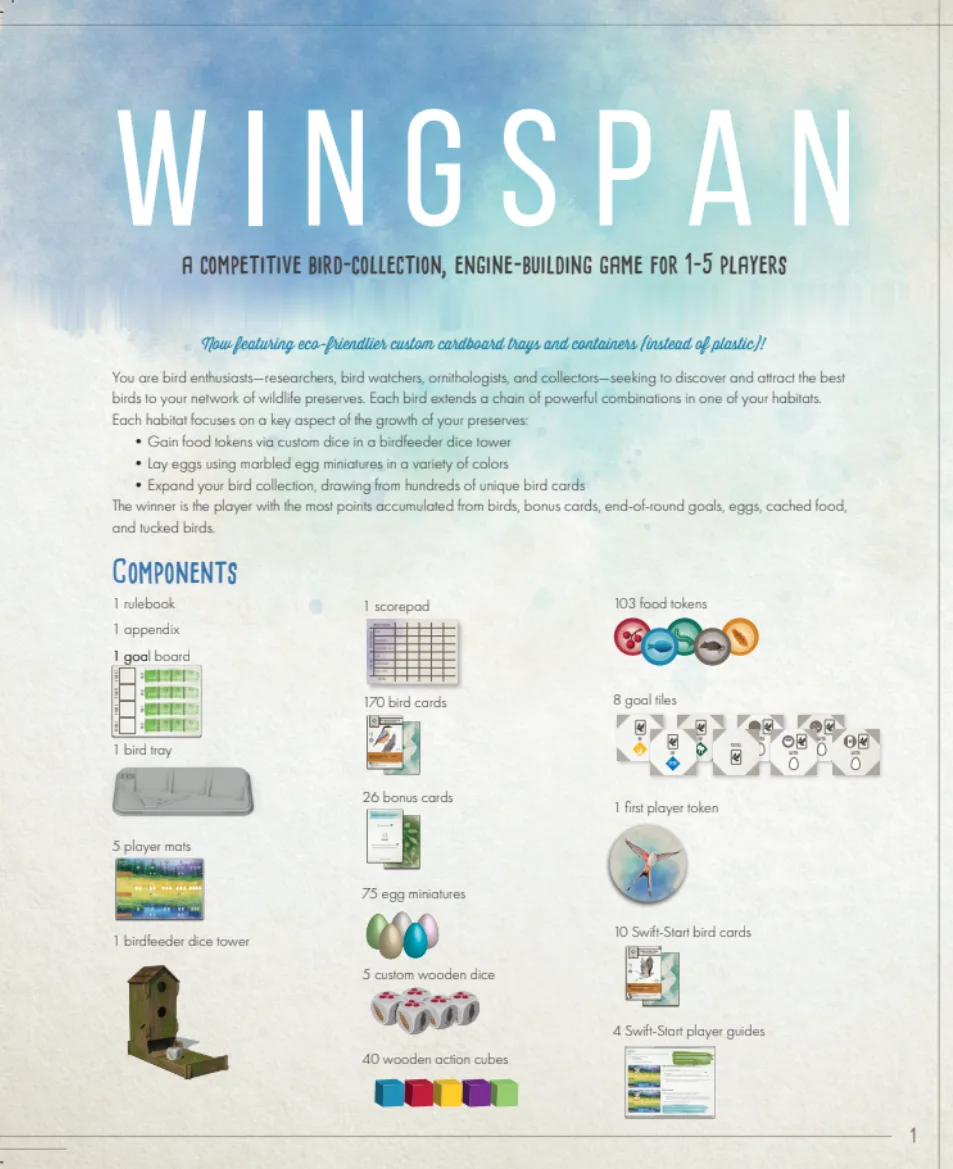 WINGSPAN
A COMPETITIVE BIRD-COLLECTION, ENGINE-BUILDING GAME FOR 1-5 PLAYERS
Now featuring eco-friendlier custom cardboard trays and containers (instead of plastic)!
You are bird enthusiasts—researchers, bird watchers, ornithologists, and collectors—seeking to discover and attract the best
birds to your network of wildlife preserves. Each bird extends a chain of powerful combinations in one of your habitats.
Each habitat focuses on a key aspect of the growth of your preserves:
• Gain food tokens via custom dice in a birdfeeder dice tower
• Lay eggs using marbled egg miniatures in a variety of colors
• Expand your bird collection, drawing from hundreds of unique bird cards
The winner is the player with the most points accumulated from birds, bonus cards, end-of-round goals, eggs, cached food,
and tucked birds.
COMPONENTS
1 rulebook
1 appendix
1 goal board
1 bird tray
5 player mats
1 birdfeeder dice tower
1 scorepad
170 bird cards
26 bonus cards
75 egg miniatures
5 custom wooden dice
40 wooden action cubes
103 food tokens
8 goal tiles
1 first player token
10 Swift-Start bird cards
4 Swift-Start player guides
1